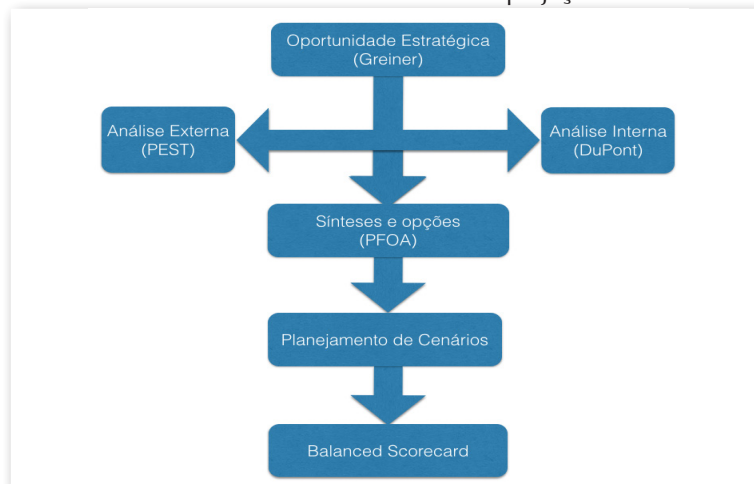 Oportunidade Estratégica
(Greiner)
Análise Externa
(PEST)
Análise Interna
(DuPont)
Sínteses e opções
(PFOA)
Planejamento de Cenários
Balanced Scorecard